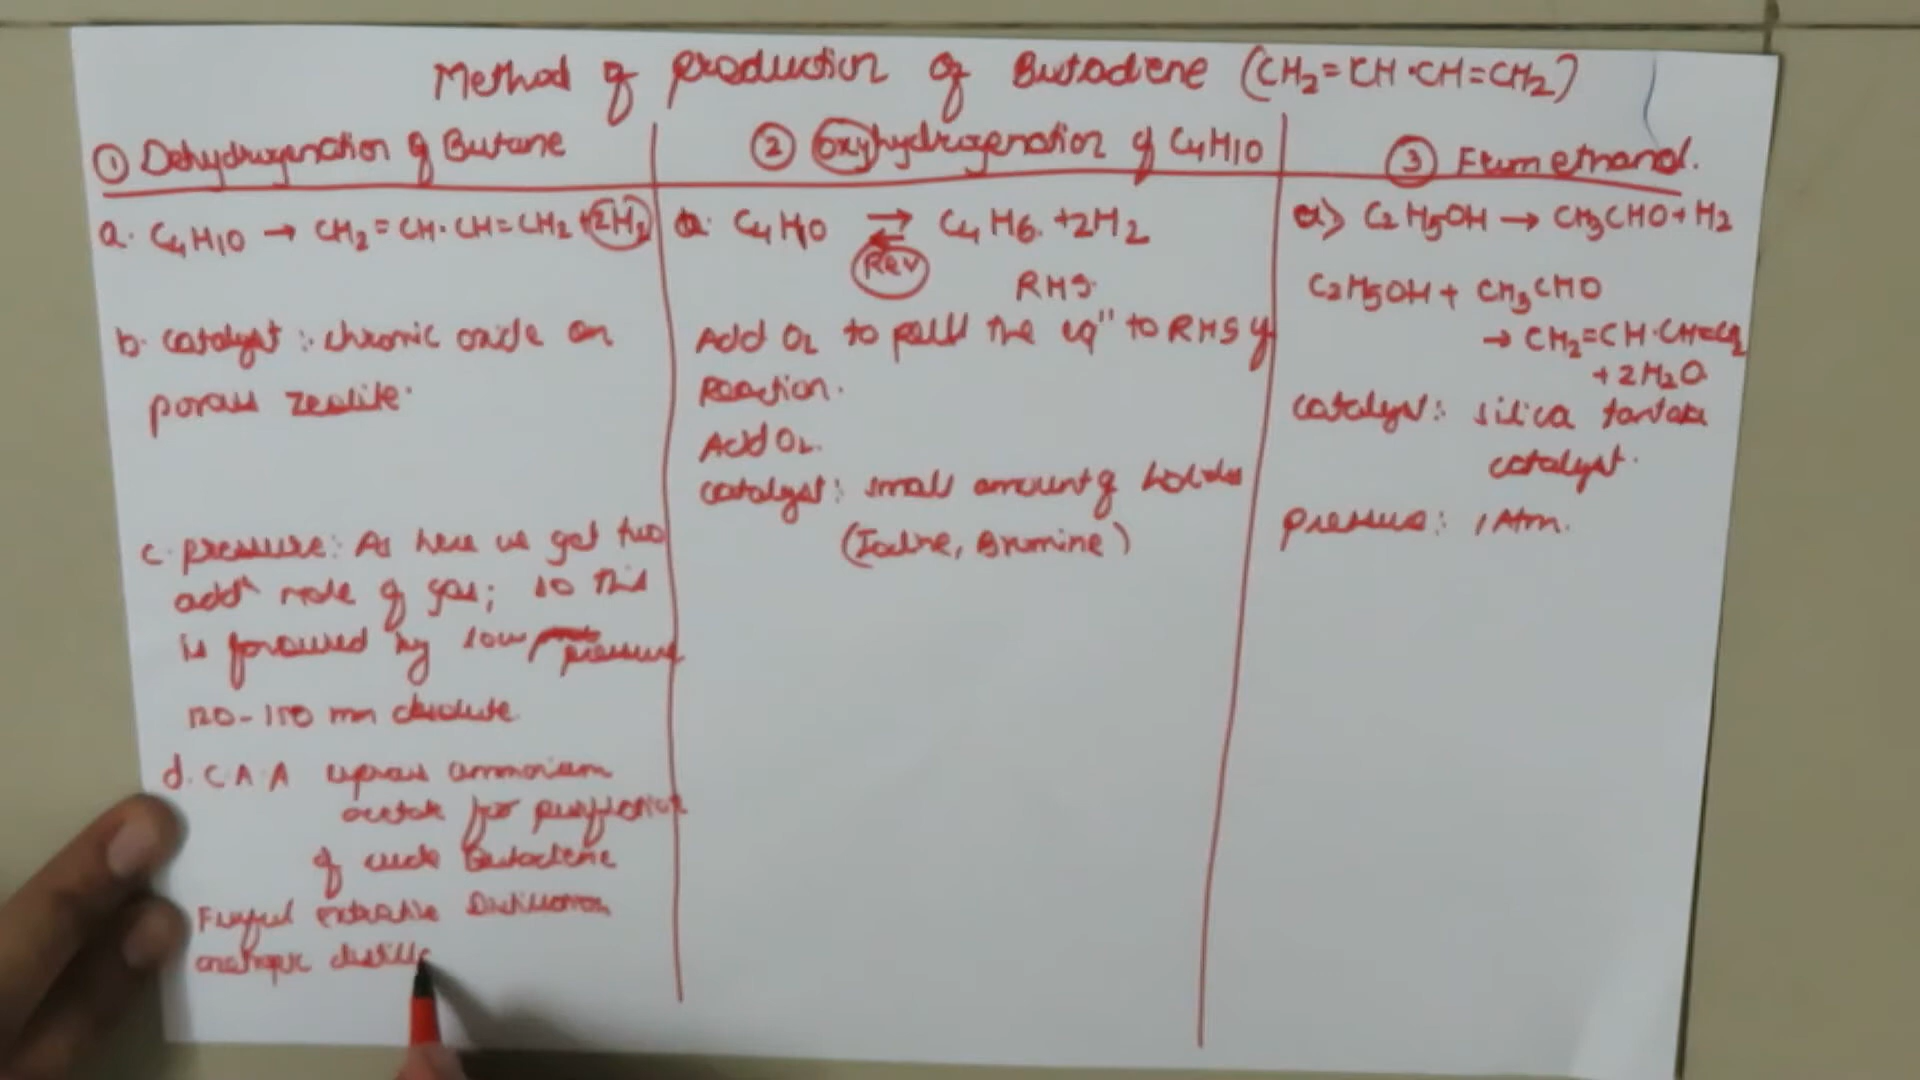 Method of production of Butadiene (CH2=CH·CH=CH2)
① Dehydrogenation of Butane
a. C4H10 → CH2=CH·CH=CH2+2H2
b. catalyst : chromic oxide on
porous zeolite.
c. pressure: As here we get two
addn mole of gas; so this
is favoured by low pressure
120-150 mm absolute
d. C.A.A cuprous ammonium
acetate for purification
of crude Butadiene
Furfural extractive Distillation
azeotropic distill
② oxyhydrogenation of C4H10
a. C4H10 ⇌ C4H6 +2H2
Rev
RHS.
Add O2 to pull the eqn to RHS of
Reaction.
Add O2.
catalyst: small amount of
(Iodine, Bromine)
③ From ethanol.
a) C2H5OH → CH3CHO+H2
C2H5OH + CH3CHO
→ CH2=CH·CH=CH2
+2H2O
catalyst: silica
catalyst.
pressure: 1 Atm.